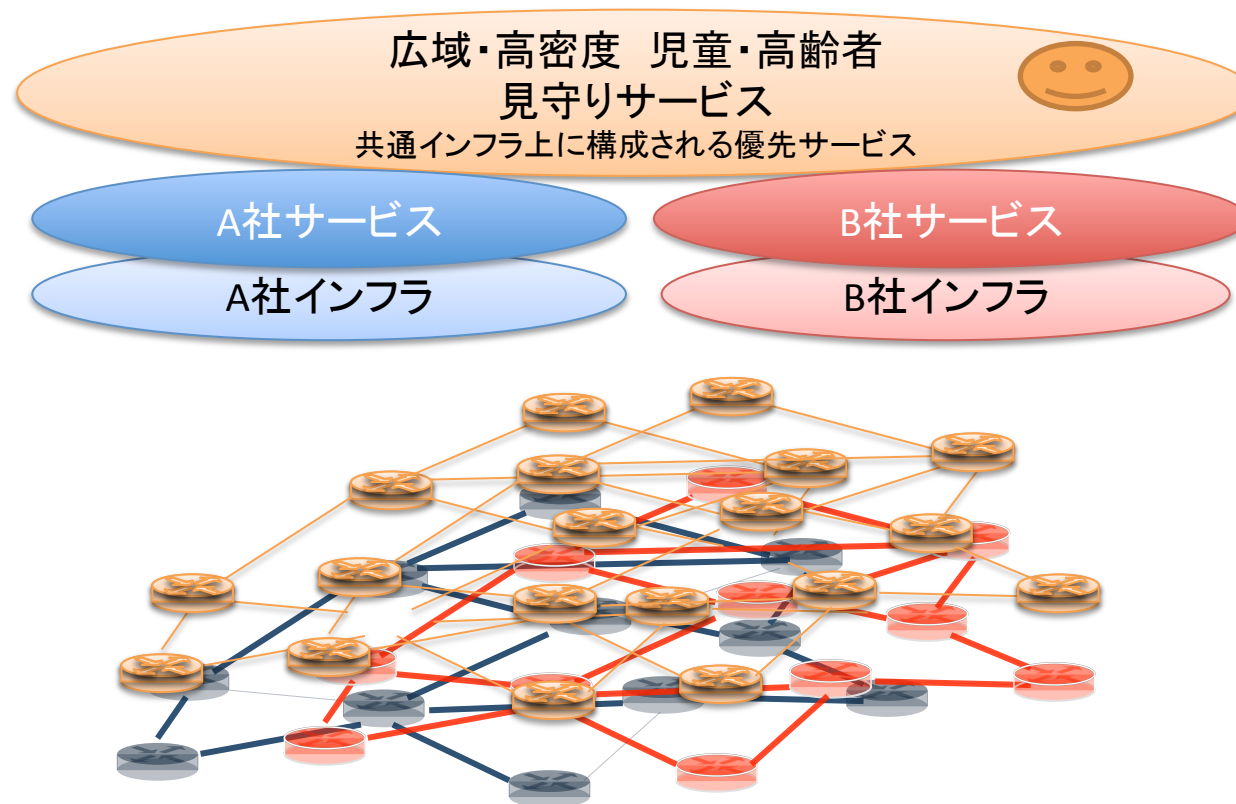 広域・高密度 児童・高齢者
見守りサービス
共通インフラ上に構成される優先サービス
A社サービス
B社サービス
A社インフラ
B社インフラ